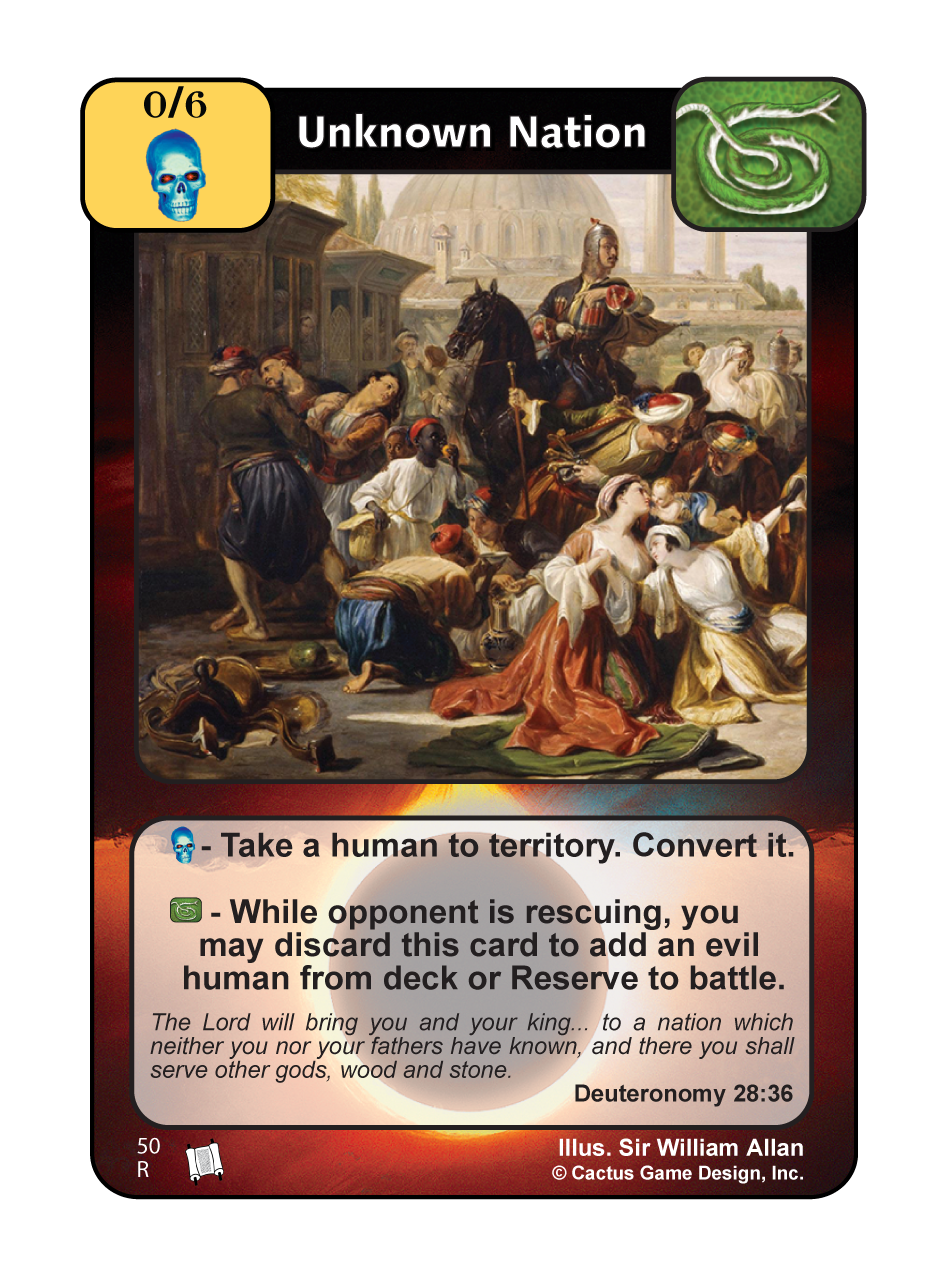 0/6
Unknown Nation
- Take a human to territory. Convert it.
- While opponent is rescuing, you
may discard this card to add an evil
human from deck or Reserve to battle.
The Lord will bring you and your king... to a nation which
neither you nor your fathers have known, and there you shall
serve other gods, wood and stone.
Deuteronomy 28:36
50
R
Illus. Sir William Allan
© Cactus Game Design, Inc.